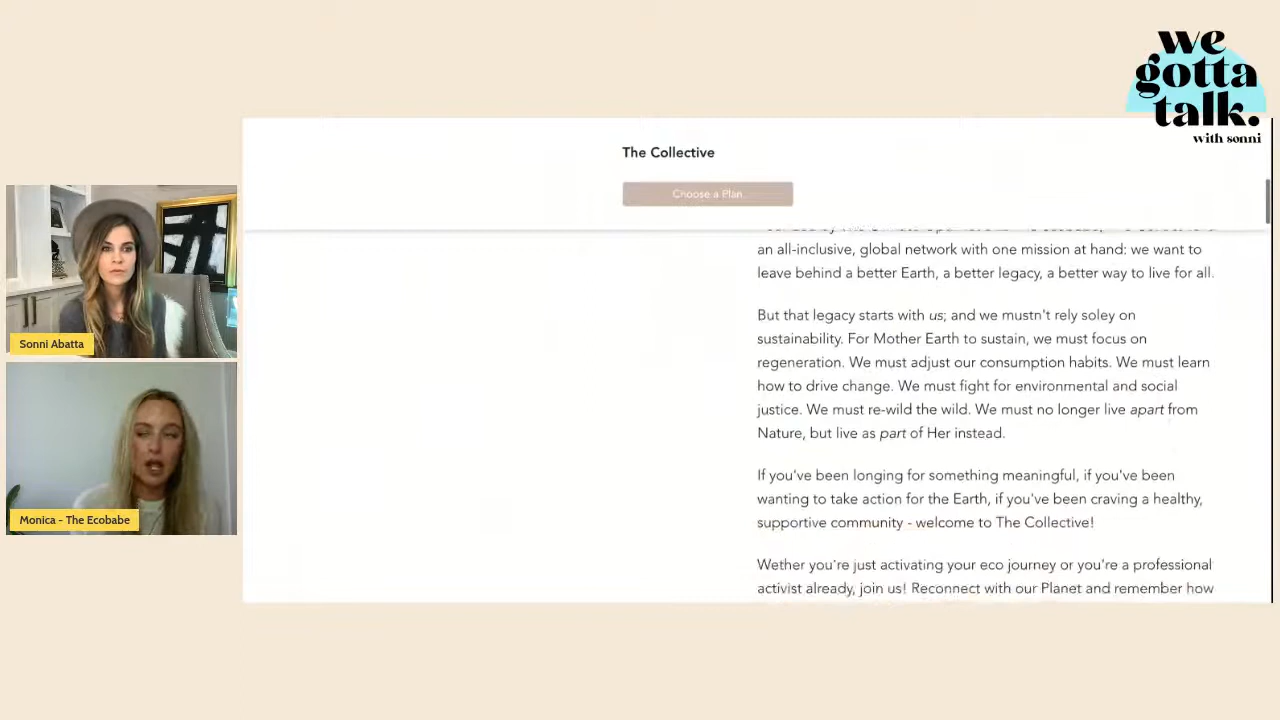 we
gotta
talk.
with sonni
The Collective
Choose a Plan
an all-inclusive, global network with one mission at hand: we want to
leave behind a better Earth, a better legacy, a better way to live for all.
But that legacy starts with us; and we mustn't rely soley on
sustainability. For Mother Earth to sustain, we must focus on
regeneration. We must adjust our consumption habits. We must learn
how to drive change. We must fight for environmental and social
justice. We must re-wild the wild. We must no longer live apart from
Nature, but live as part of Her instead.
If you've been longing for something meaningful, if you've been
wanting to take action for the Earth, if you've been craving a healthy,
supportive community - welcome to The Collective!
Wether you're just activating your eco journey or you're a professional
activist already, join us! Reconnect with our Planet and remember how
Sonni Abatta
Monica - The Ecobabe